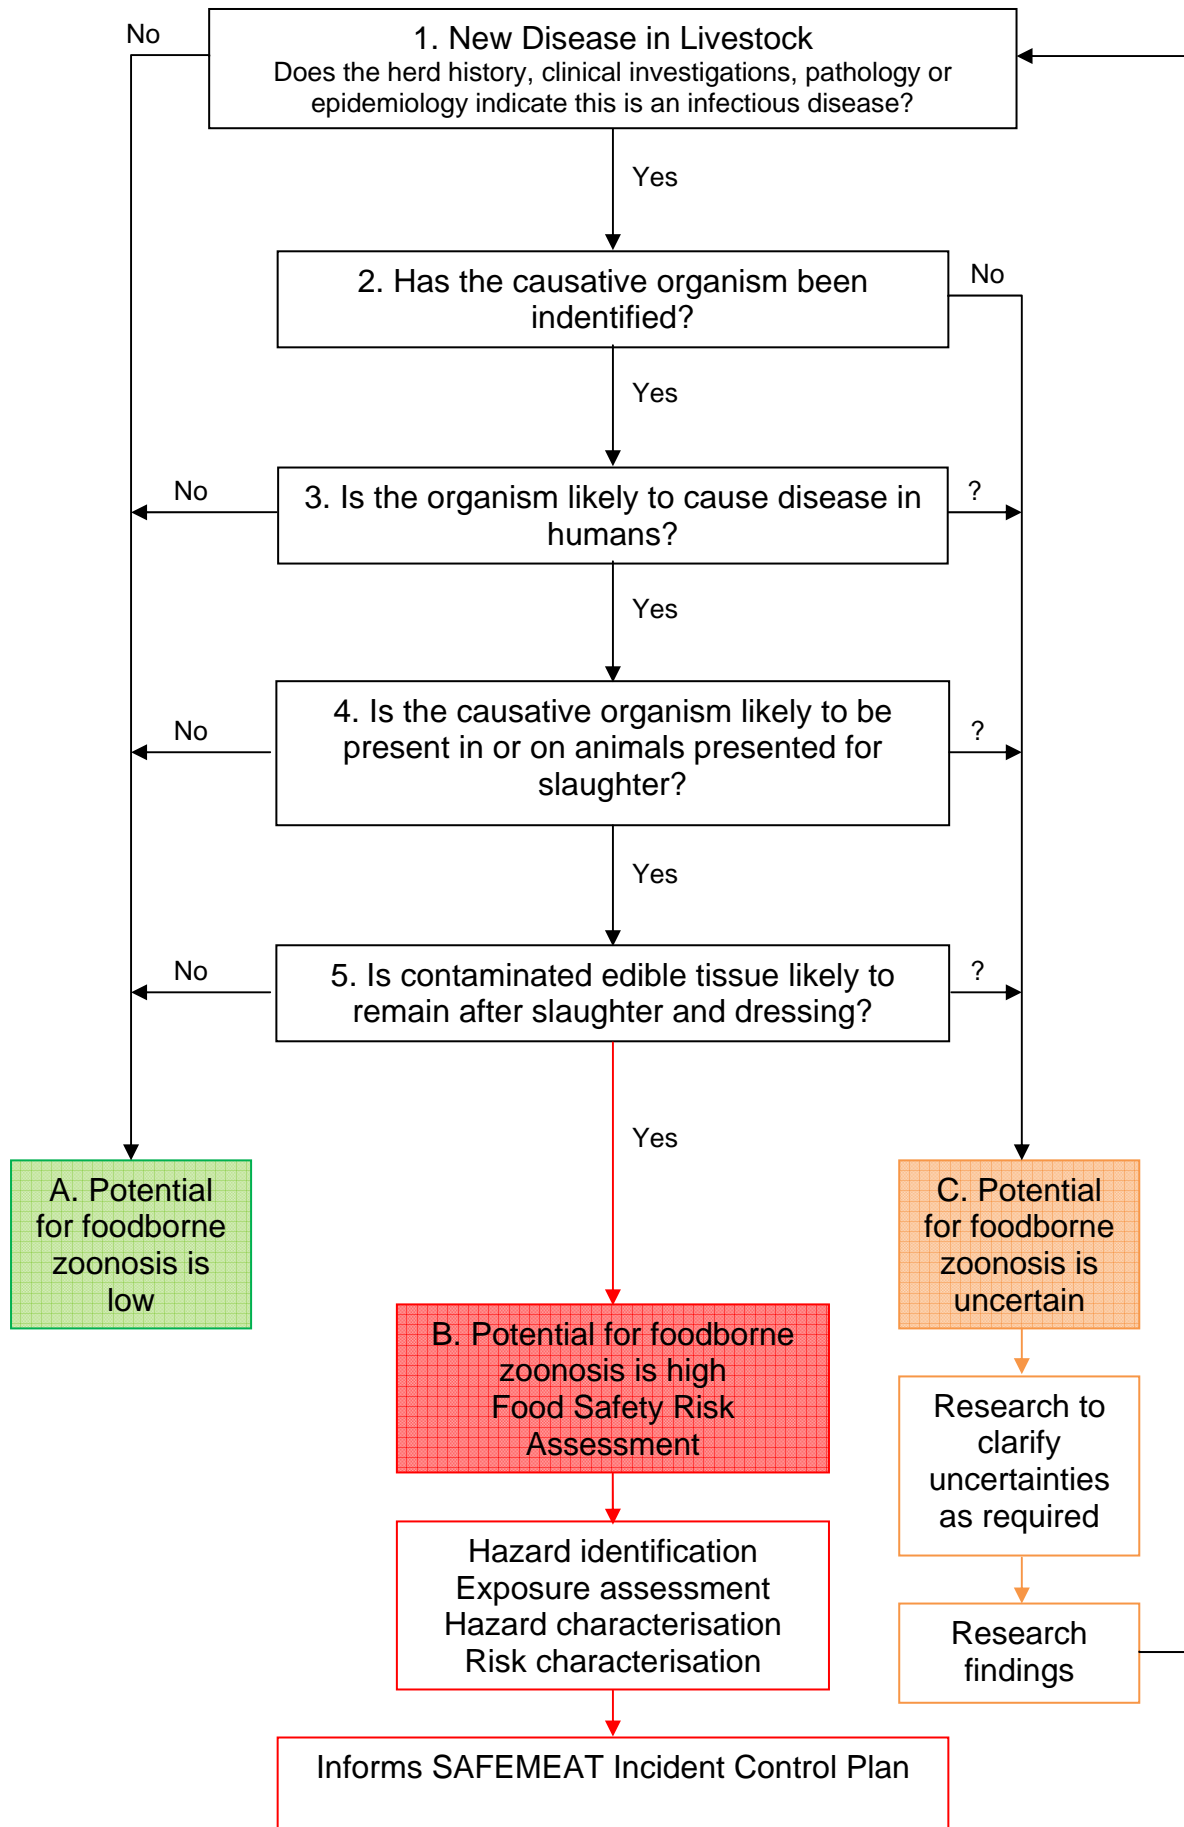 No
1. New Disease in Livestock
Does the herd history, clinical investigations, pathology or
epidemiology indicate this is an infectious disease?
Yes
2. Has the causative organism been
indentified?
No
Yes
No
3. Is the organism likely to cause disease in
humans?
?
Yes
No
4. Is the causative organism likely to be
present in or on animals presented for
slaughter?
?
Yes
No
5. Is contaminated edible tissue likely to
remain after slaughter and dressing?
?
Yes
A. Potential
for foodborne
zoonosis is
low
C. Potential
for foodborne
zoonosis is
uncertain
B. Potential for foodborne
zoonosis is high
Food Safety Risk
Assessment
Research to
clarify
uncertainties
as required
Hazard identification
Exposure assessment
Hazard characterisation
Risk characterisation
Research
findings
Informs SAFEMEAT Incident Control Plan